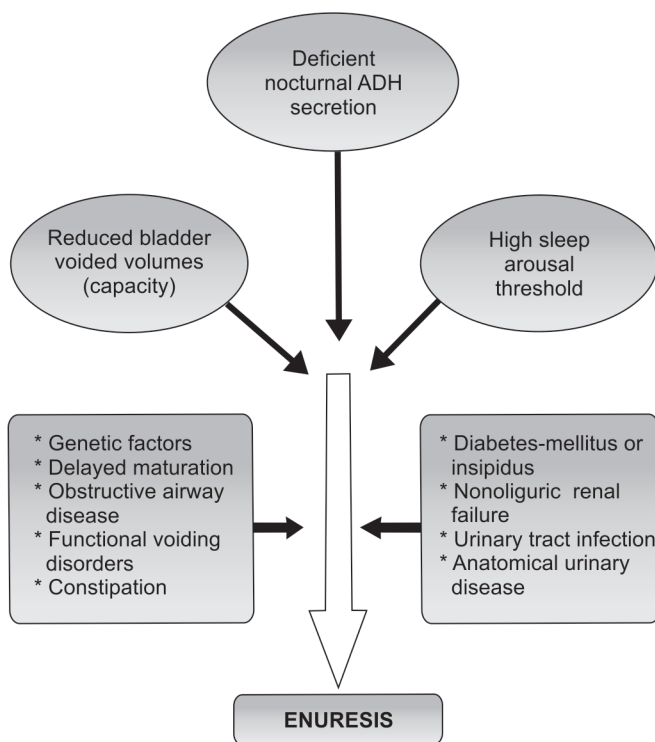 Deficient
nocturnal ADH
secretion
Reduced bladder
voided volumes
(capacity)
High sleep
arousal
threshold
* Genetic factors
* Delayed maturation
* Obstructive airway
disease
* Functional voiding
disorders
* Constipation
* Diabetes-mellitus or
insipidus
* Nonoliguric renal
failure
* Urinary tract infection
* Anatomical urinary
disease
ENURESIS